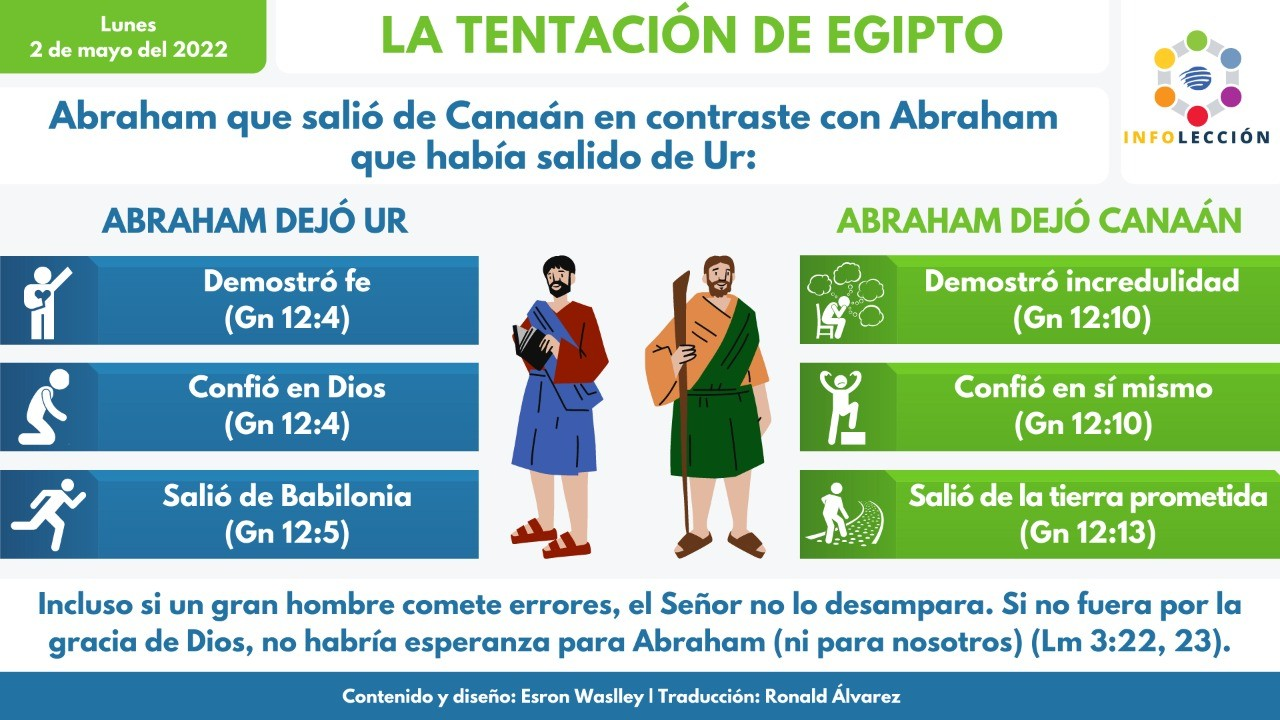 Lunes
2 de mayo del 2022
LA TENTACIÓN DE EGIPTO
INFOLECCIÓN
Abraham que salió de Canaán en contraste con Abraham
que había salido de Ur:
ABRAHAM DEJÓ UR
Demostró fe
(Gn 12:4)
Confió en Dios
(Gn 12:4)
Salió de Babilonia
(Gn 12:5)
ABRAHAM DEJÓ CANAÁN
Demostró incredulidad
(Gn 12:10)
Confió en sí mismo
(Gn 12:10)
Salió de la tierra prometida
(Gn 12:13)
Incluso si un gran hombre comete errores, el Señor no lo desampara. Si no fuera por la
gracia de Dios, no habría esperanza para Abraham (ni para nosotros) (Lm 3:22, 23).
Contenido y diseño: Esron Waslley | Traducción: Ronald Álvarez